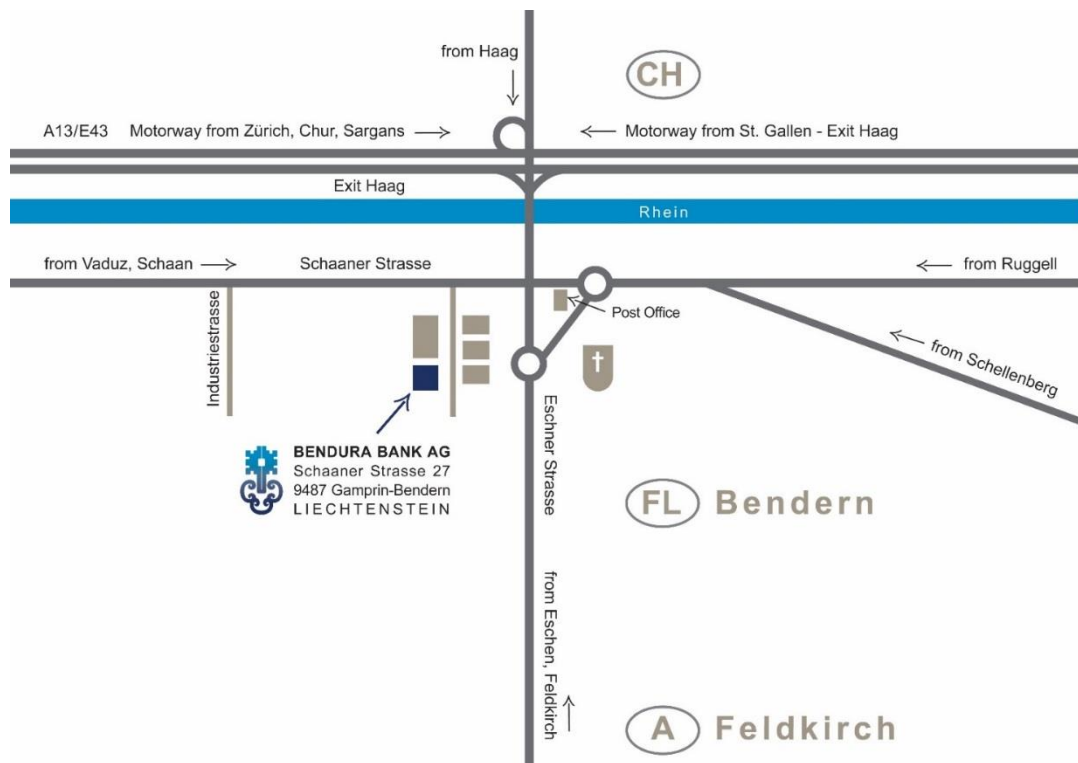 from Haag
CH
A13/E43 Motorway from Zürich, Chur, Sargans
Motorway from St. Gallen - Exit Haag
Exit Haag
Rhein
from Vaduz, Schaan
Schaaner Strasse
from Ruggell
Industriestrasse
Post Office
from Schellenberg
BENDURA BANK AG
Schaaner Strasse 27
9487 Gamprin-Bendern
LIECHTENSTEIN
Eschner Strasse
FL Bendern
from Eschen, Feldkirch
A Feldkirch